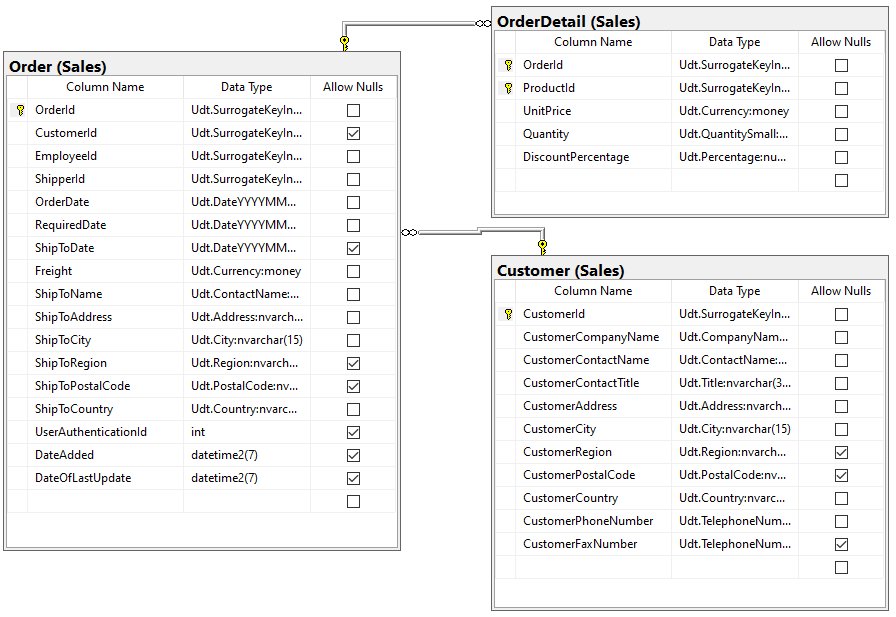 OrderDetail (Sales)
Column Name Data Type Allow Nulls
OrderId Udt.SurrogateKeyIn...
ProductId Udt.SurrogateKeyIn...
UnitPrice Udt.Currency:money
Quantity Udt.QuantitySmall:...
DiscountPercentage Udt.Percentage:nu...
Order (Sales)
Column Name Data Type Allow Nulls
OrderId Udt.SurrogateKeyIn...
CustomerId Udt.SurrogateKeyIn...
EmployeeId Udt.SurrogateKeyIn...
ShipperId Udt.SurrogateKeyIn...
OrderDate Udt.DateYYYYMM...
RequiredDate Udt.DateYYYYMM...
ShipToDate Udt.DateYYYYMM...
Freight Udt.Currency:money
ShipToName Udt.ContactName:...
ShipToAddress Udt.Address:nvarch...
ShipToCity Udt.City:nvarchar(15)
ShipToRegion Udt.Region:nvarch...
ShipToPostalCode Udt.PostalCode:nv...
ShipToCountry Udt.Country:nvarc...
UserAuthenticationId int
DateAdded datetime2(7)
DateOfLastUpdate datetime2(7)
Customer (Sales)
Column Name Data Type Allow Nulls
CustomerId Udt.SurrogateKeyIn...
CustomerCompanyName Udt.CompanyNam...
CustomerContactName Udt.ContactName:...
CustomerContactTitle Udt.Title:nvarchar(3...
CustomerAddress Udt.Address:nvarch...
CustomerCity Udt.City:nvarchar(15)
CustomerRegion Udt.Region:nvarch...
CustomerPostalCode Udt.PostalCode:nv...
CustomerCountry Udt.Country:nvarc...
CustomerPhoneNumber Udt.TelephoneNum...
CustomerFaxNumber Udt.TelephoneNum...